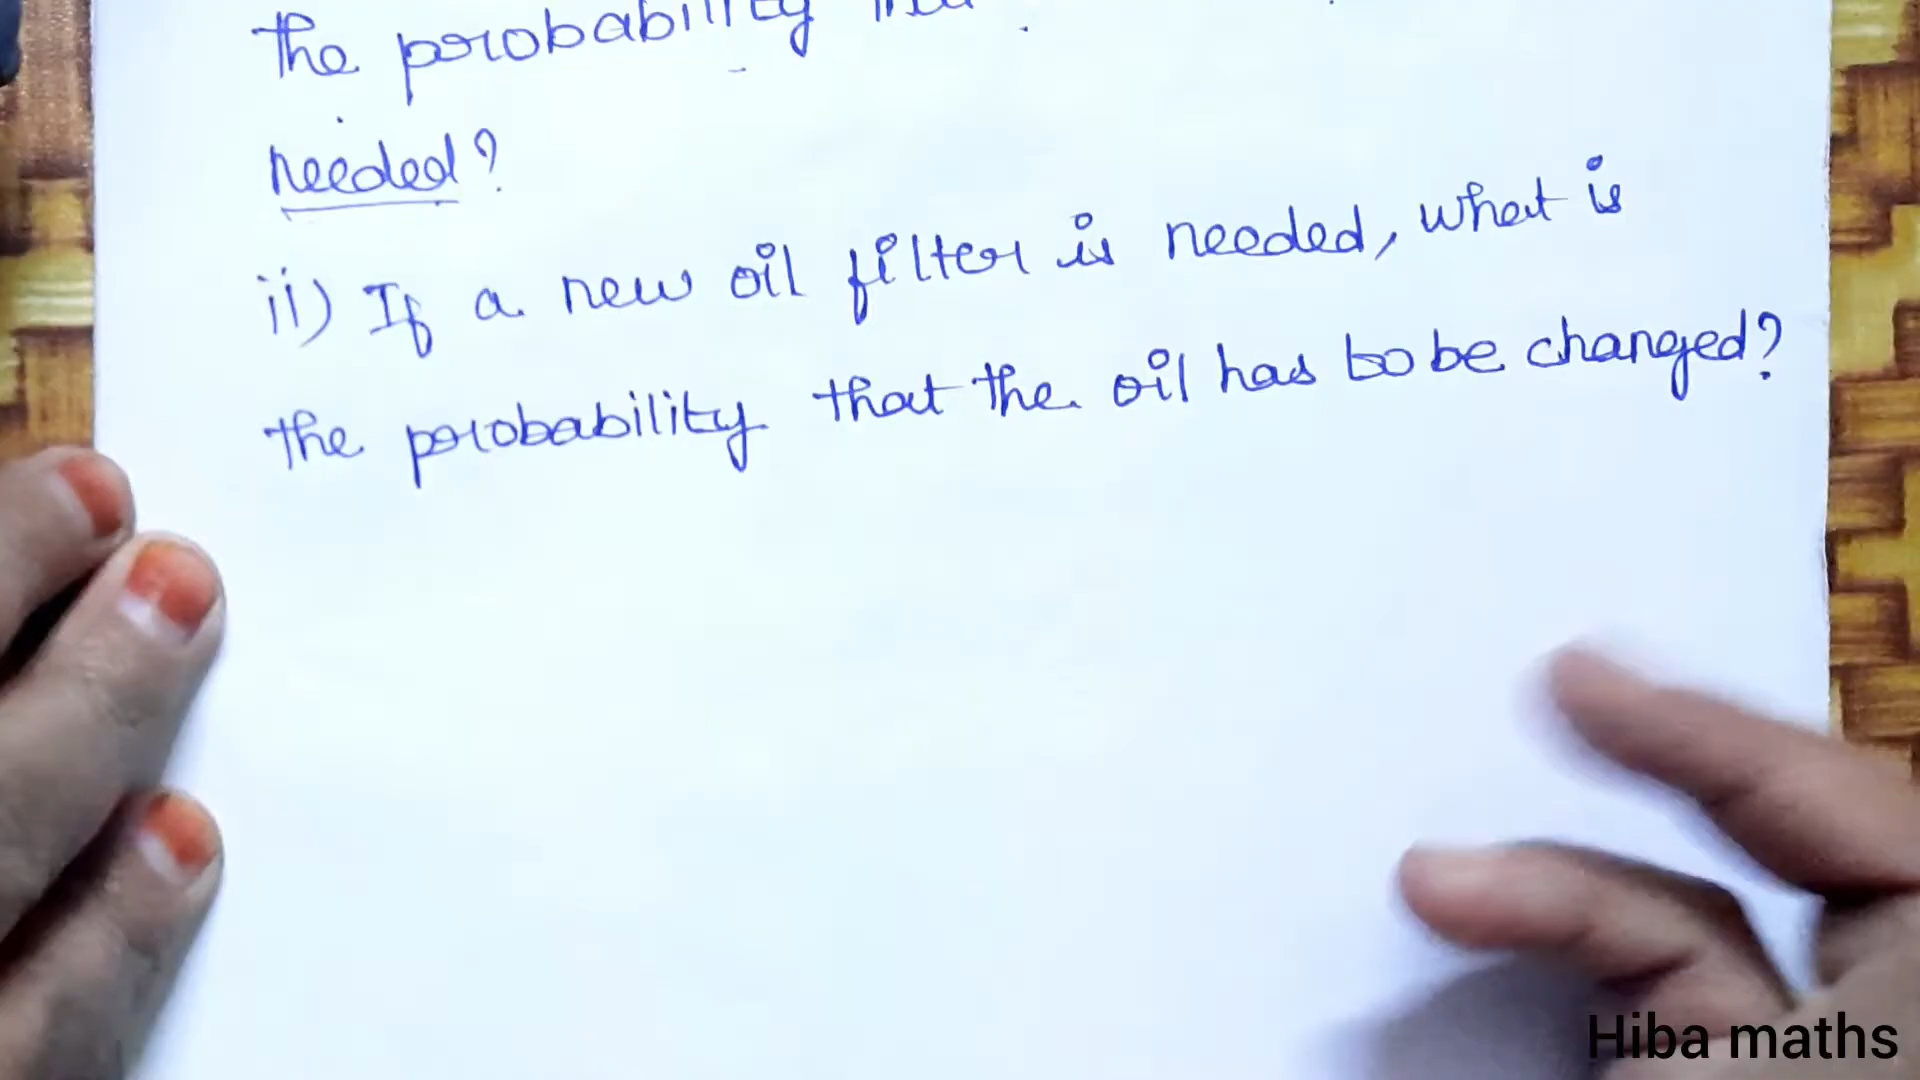 the probability
needed?
ii) If a new oil filter is needed, what is
the probability that the oil has to be changed?
Hiba maths